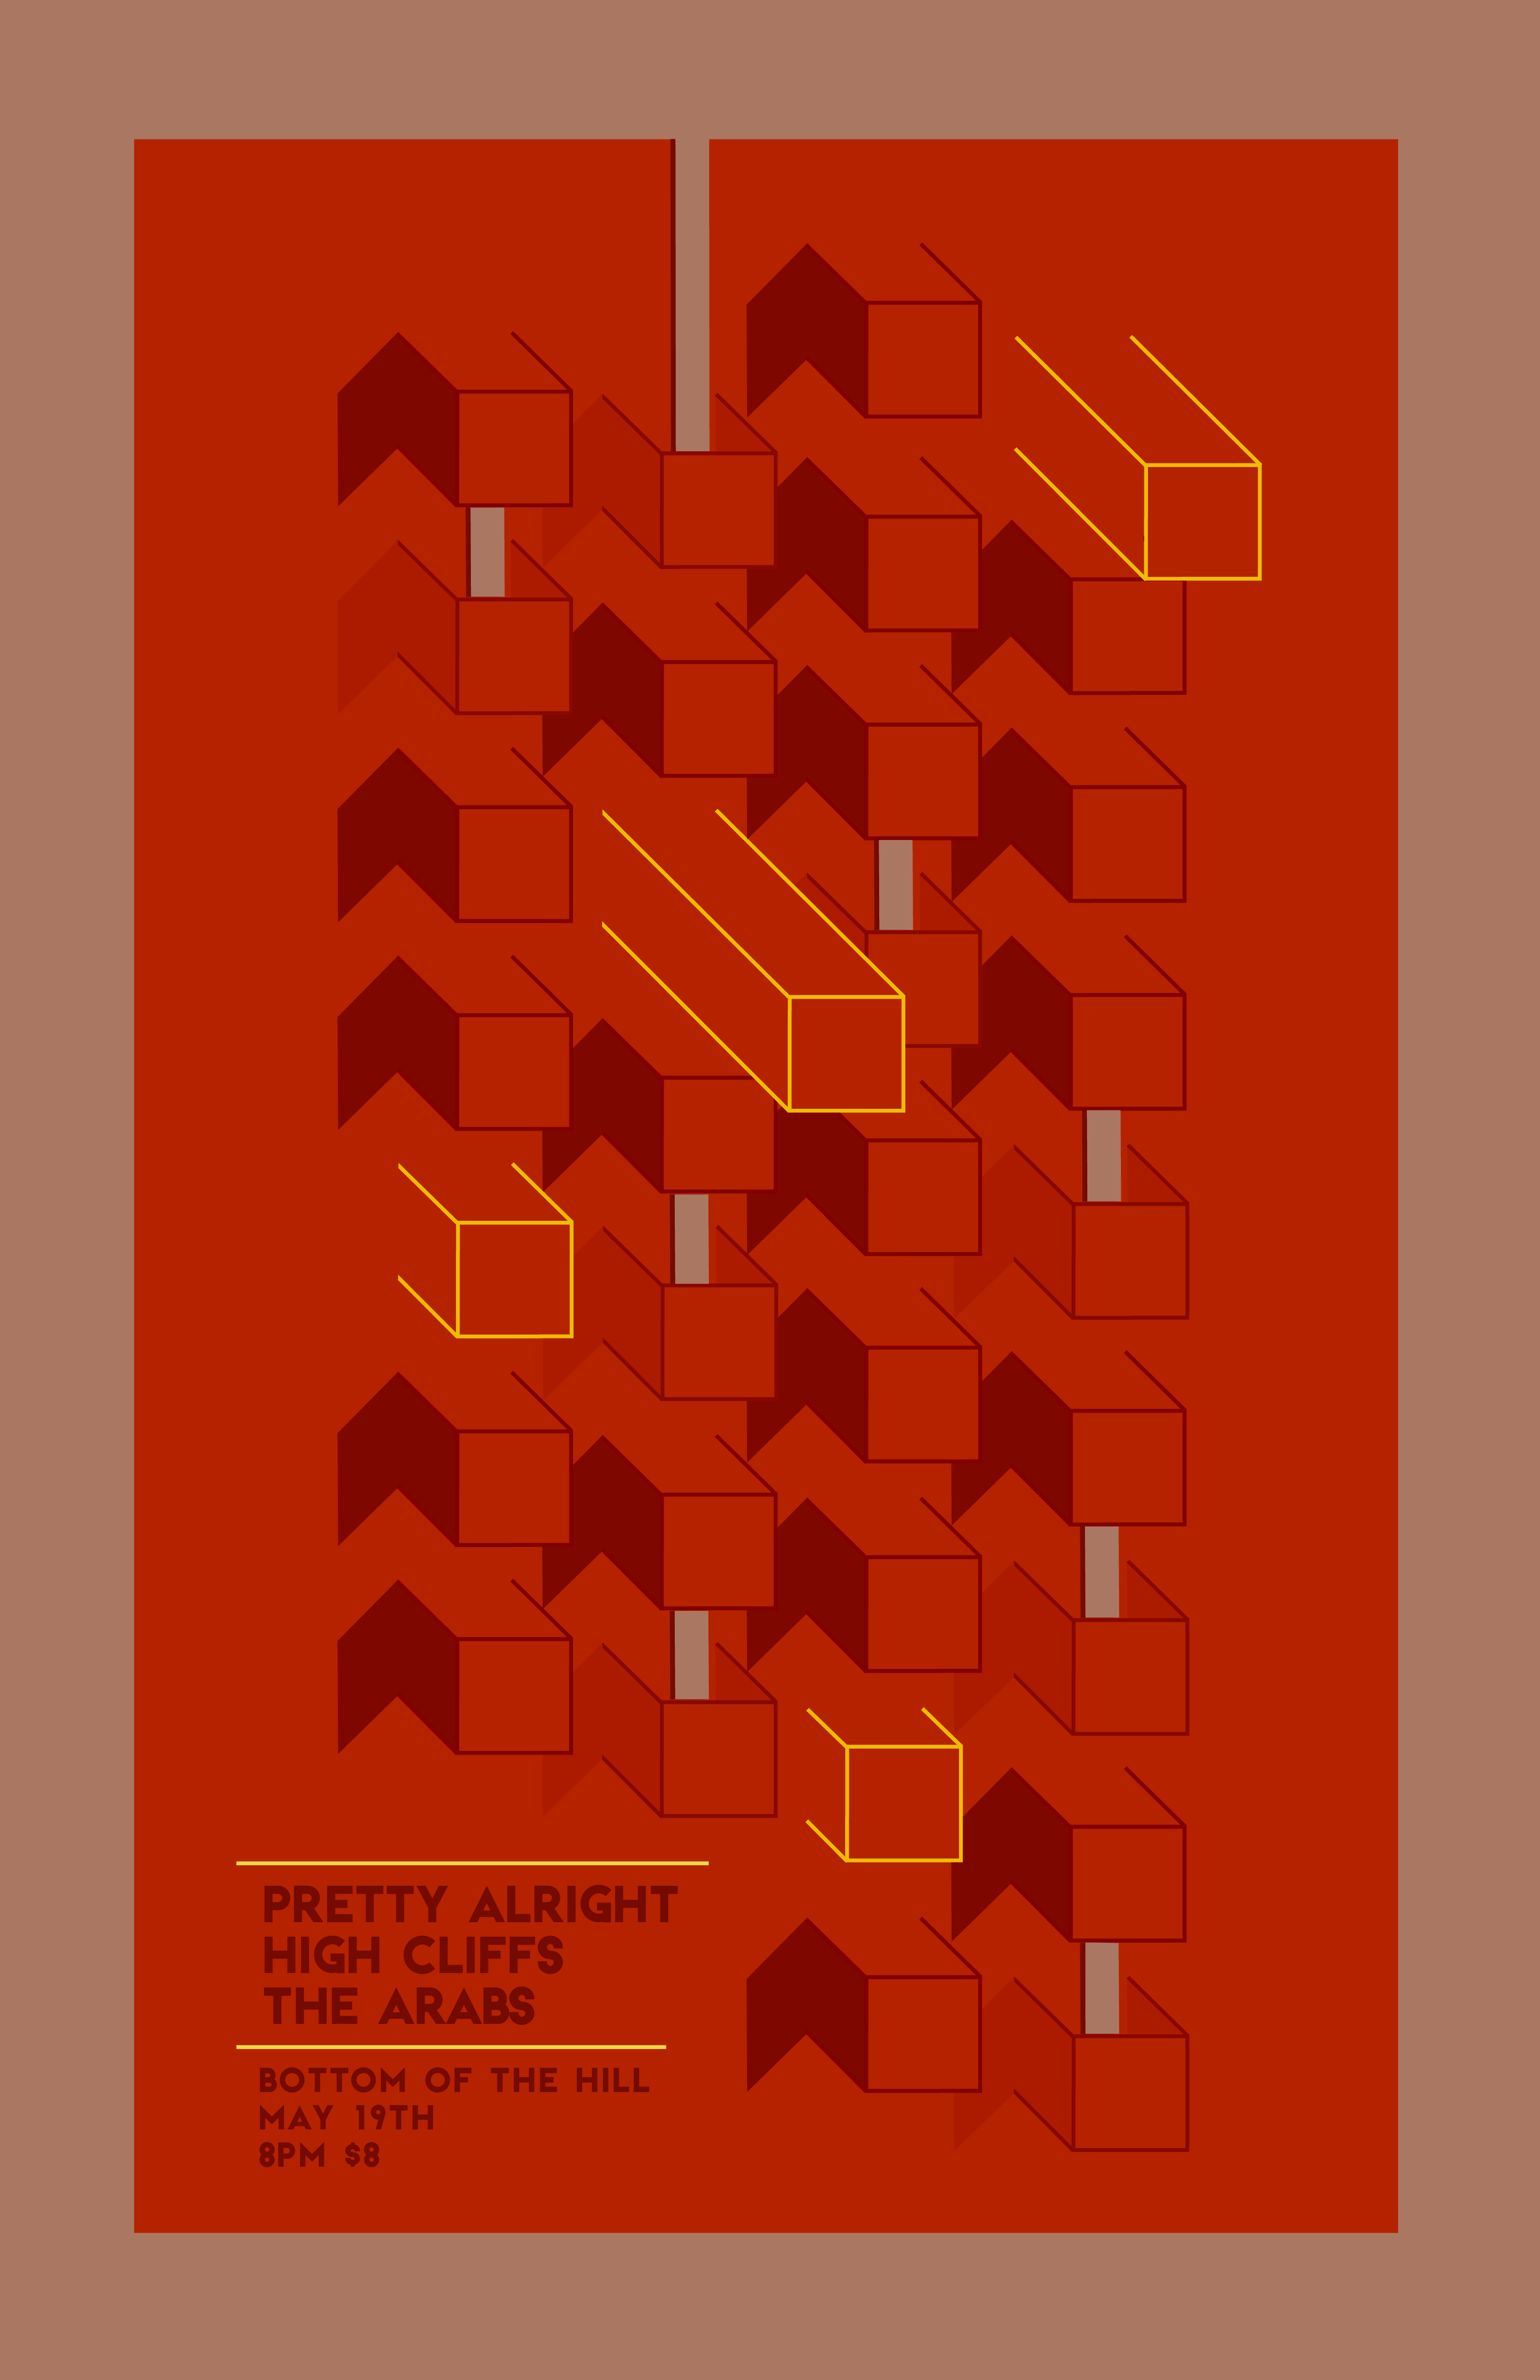 PRETTY ALRIGHT
HIGH CLIFFS
THE ARABS
BOTTOM OF THE HILL
MAY 19TH
8PM $8